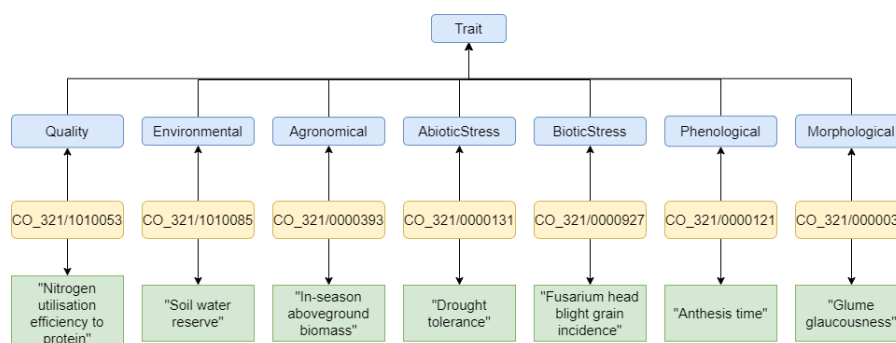 Trait
Quality
Environmental
Agronomical
AbioticStress
BioticStress
Phenological
Morphological
CO_321/1010053
CO_321/1010085
CO_321/0000393
CO_321/0000131
CO_321/0000927
CO_321/0000121
CO_321/000003
"Nitrogen
utilisation
efficiency to
protein"
"Soil water
reserve"
"In-season
aboveground
biomass"
"Drought
tolerance"
"Fusarium head
blight grain
incidence"
"Anthesis time"
"Glume
glaucousness"